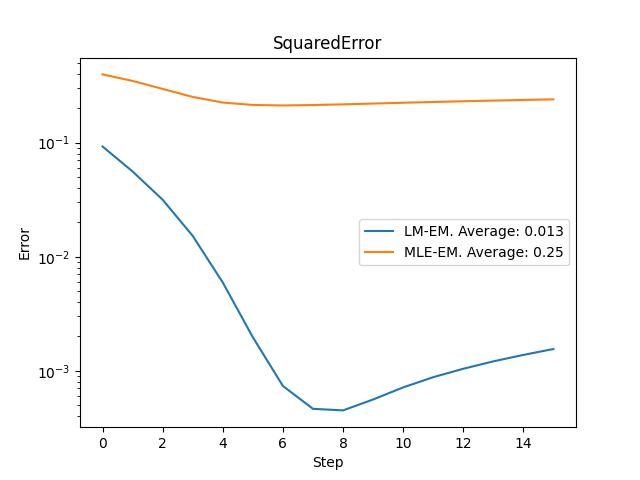 SquaredError
Error
10⁻¹
10⁻²
10⁻³
LM-EM. Average: 0.013
MLE-EM. Average: 0.25
0 2 4 6 8 10 12 14
Step